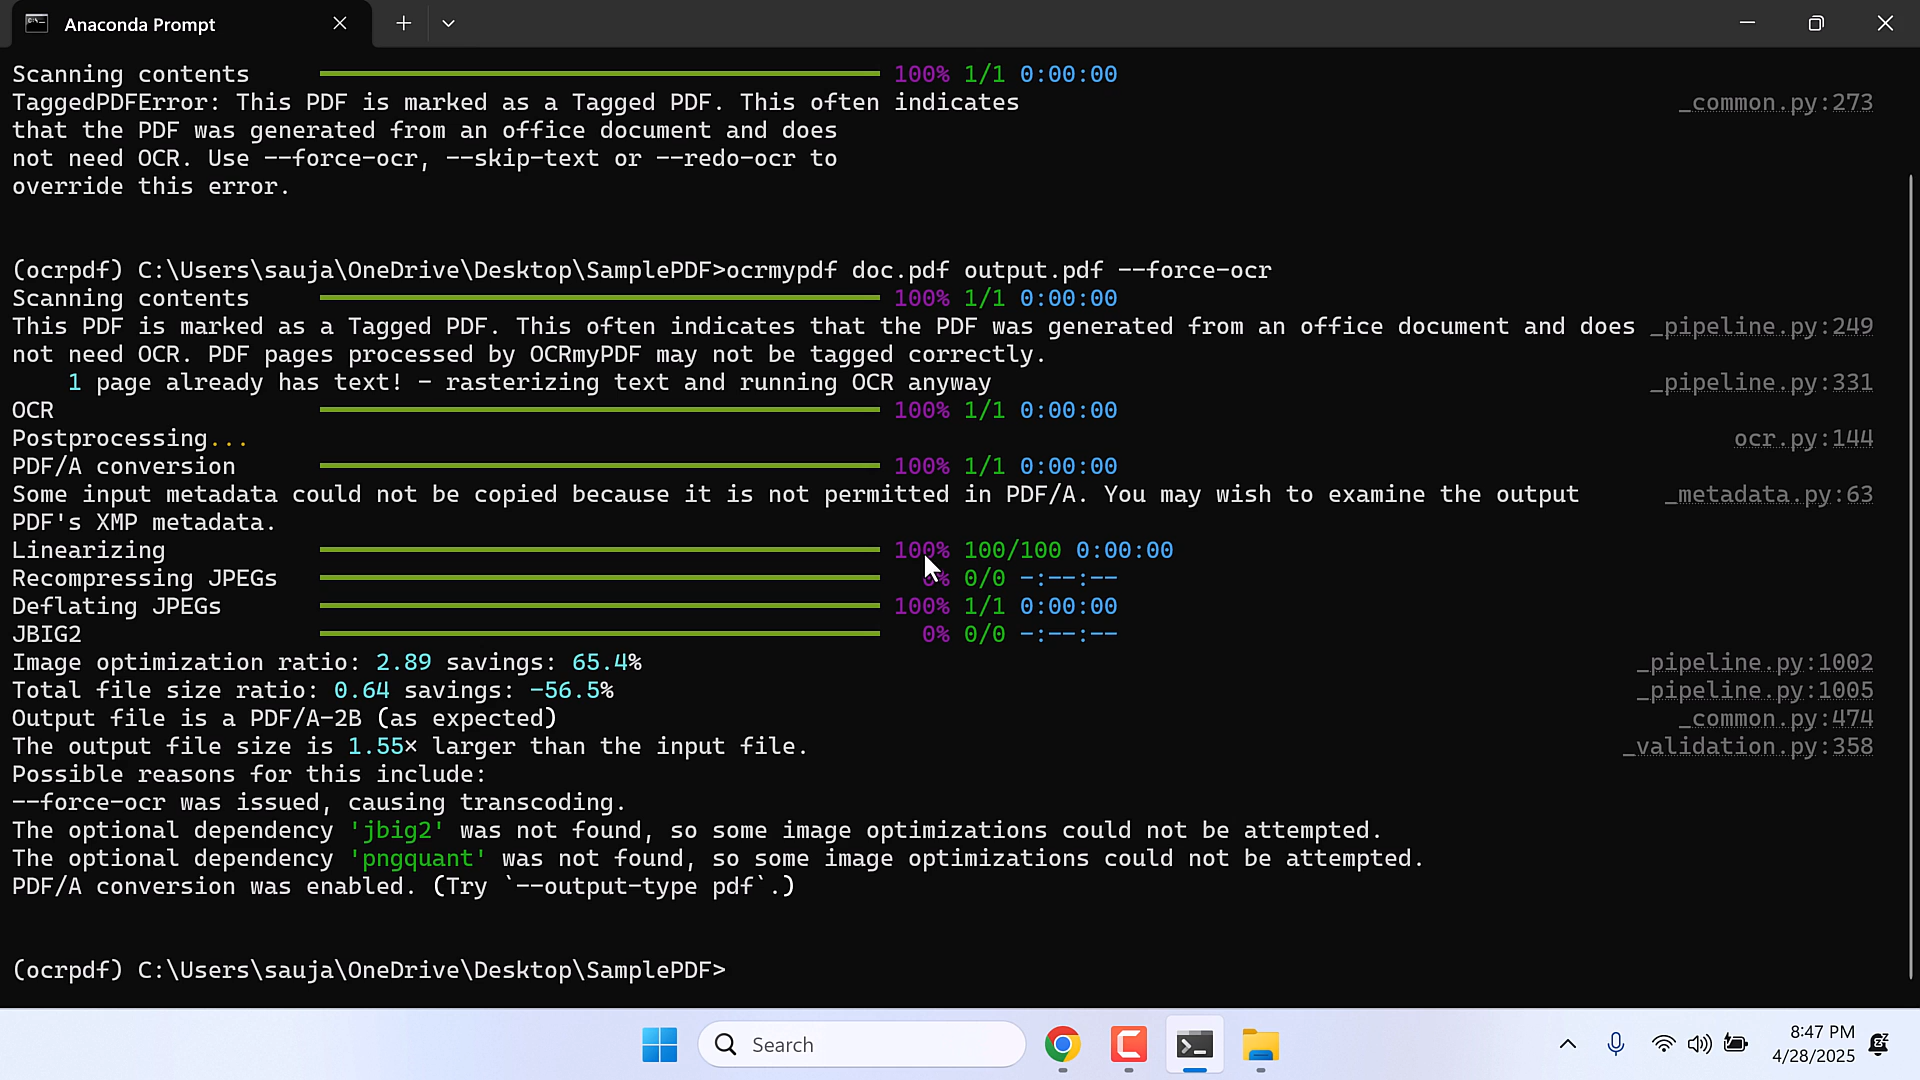 Anaconda Prompt
Scanning contents 100% 1/1 0:00:00
TaggedPDFError: This PDF is marked as a Tagged PDF. This often indicates _common.py:273
that the PDF was generated from an office document and does
not need OCR. Use --force-ocr, --skip-text or --redo-ocr to
override this error.
(ocrpdf) C:\Users\sauja\OneDrive\Desktop\SamplePDF>ocrmypdf doc.pdf output.pdf --force-ocr
Scanning contents 100% 1/1 0:00:00
This PDF is marked as a Tagged PDF. This often indicates that the PDF was generated from an office document and does _pipeline.py:249
not need OCR. PDF pages processed by OCRmyPDF may not be tagged correctly.
1 page already has text! - rasterizing text and running OCR anyway _pipeline.py:331
OCR 100% 1/1 0:00:00
Postprocessing... ocr.py:144
PDF/A conversion 100% 1/1 0:00:00
Some input metadata could not be copied because it is not permitted in PDF/A. You may wish to examine the output _metadata.py:63
PDF's XMP metadata.
Linearizing 100% 100/100 0:00:00
Recompressing JPEGs 0% 0/0 -:--:--
Deflating JPEGs 100% 1/1 0:00:00
JBIG2 0% 0/0 -:--:--
Image optimization ratio: 2.89 savings: 65.4% _pipeline.py:1002
Total file size ratio: 0.64 savings: -56.5% _pipeline.py:1005
Output file is a PDF/A-2B (as expected) _common.py:474
The output file size is 1.55× larger than the input file. _validation.py:358
Possible reasons for this include:
--force-ocr was issued, causing transcoding.
The optional dependency 'jbig2' was not found, so some image optimizations could not be attempted.
The optional dependency 'pngquant' was not found, so some image optimizations could not be attempted.
PDF/A conversion was enabled. (Try `--output-type pdf`.)
(ocrpdf) C:\Users\sauja\OneDrive\Desktop\SamplePDF>
Search
8:47 PM
4/28/2025